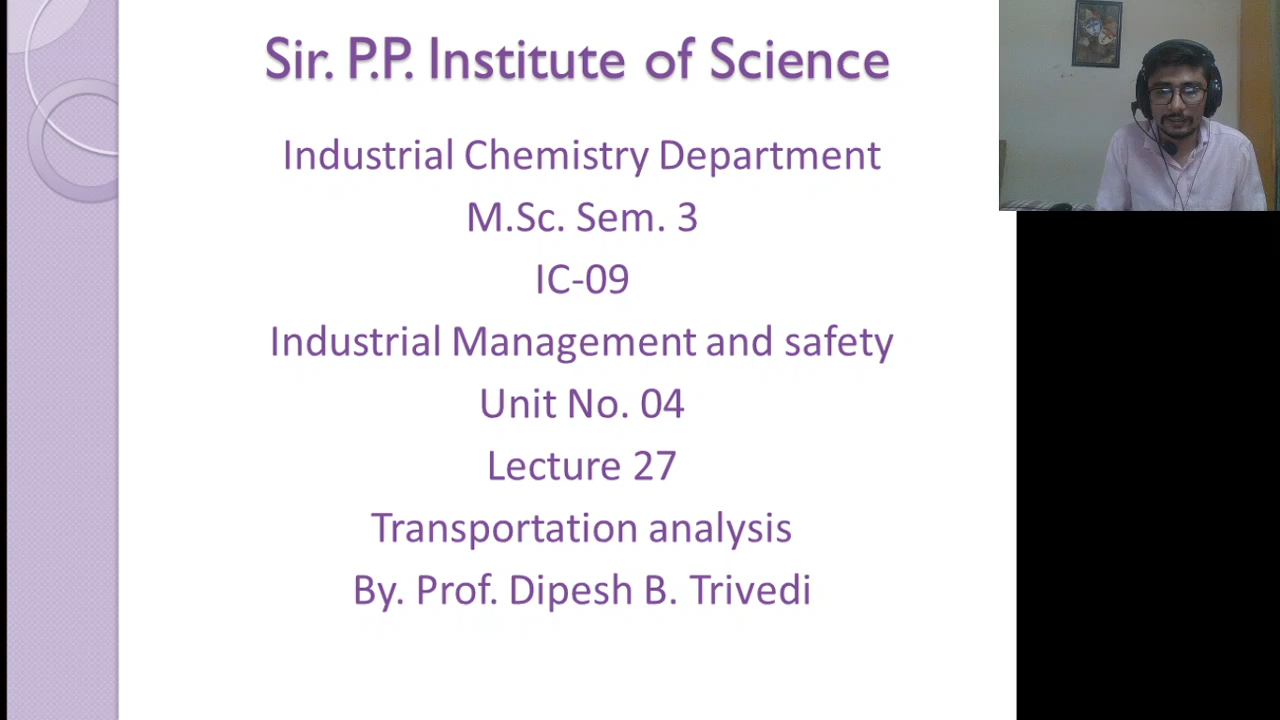 Sir. P.P. Institute of Science
Industrial Chemistry Department
M.Sc. Sem. 3
IC-09
Industrial Management and safety
Unit No. 04
Lecture 27
Transportation analysis
By. Prof. Dipesh B. Trivedi